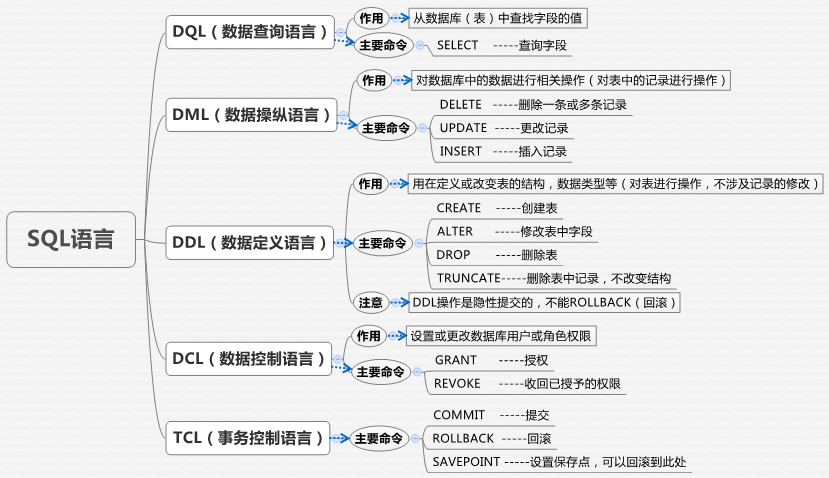 SQL语言
DQL（数据查询语言）
作用
从数据库（表）中查找字段的值
主要命令
SELECT -----查询字段
DML（数据操纵语言）
作用
对数据库中的数据进行相关操作（对表中的记录进行操作）
主要命令
DELETE -----删除一条或多条记录
UPDATE -----更改记录
INSERT -----插入记录
DDL（数据定义语言）
作用
用在定义或改变表的结构，数据类型等（对表进行操作，不涉及记录的修改）
主要命令
CREATE -----创建表
ALTER -----修改表中字段
DROP -----删除表
TRUNCATE-----删除表中记录，不改变结构
注意
DDL操作是隐性提交的，不能ROLLBACK（回滚）
DCL（数据控制语言）
作用
设置或更改数据库用户或角色权限
主要命令
GRANT -----授权
REVOKE -----收回已授予的权限
TCL（事务控制语言）
主要命令
COMMIT -----提交
ROLLBACK -----回滚
SAVEPOINT -----设置保存点，可以回滚到此处